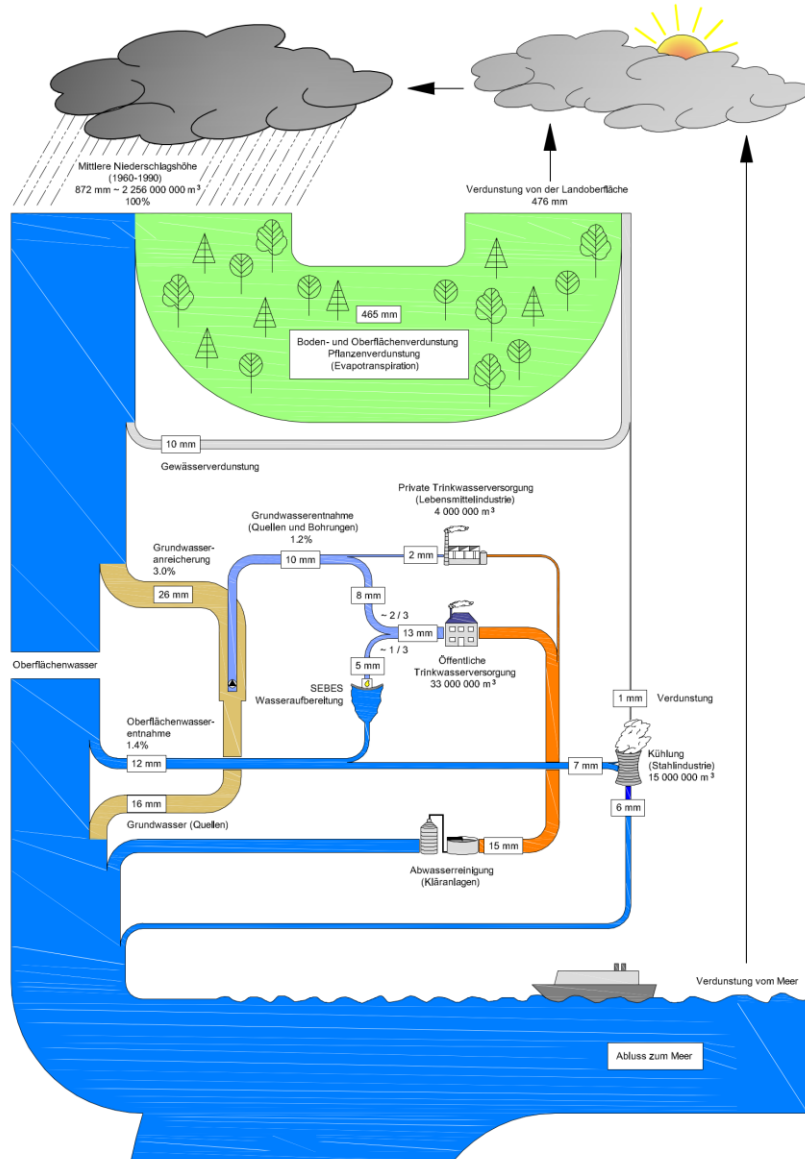 Mittlere Niederschlagshöhe
(1960-1990)
872 mm ~ 2 256 000 000 m³
100%
Verdunstung von der Landoberfläche
476 mm
465 mm
Boden- und Oberflächenverdunstung
Pflanzenverdunstung
(Evapotranspiration)
10 mm
Gewässerverdunstung
Private Trinkwasserversorgung
(Lebensmittelindustrie)
4 000 000 m³
Grundwasserentnahme
(Quellen und Bohrungen)
1.2%
Grundwasser-
anreicherung
3.0%
10 mm
2 mm
26 mm
8 mm
~ 2 / 3
13 mm
~ 1 / 3
5 mm
Öffentliche
Trinkwasserversorgung
33 000 000 m³
Oberflächenwasser
SEBES
Wasseraufbereitung
1 mm
Verdunstung
Oberflächenwasser-
entnahme
1.4%
12 mm
7 mm
Kühlung
(Stahlindustrie)
15 000 000 m³
16 mm
6 mm
Grundwasser (Quellen)
15 mm
Abwasserreinigung
(Kläranlagen)
Verdunstung vom Meer
Abluss zum Meer